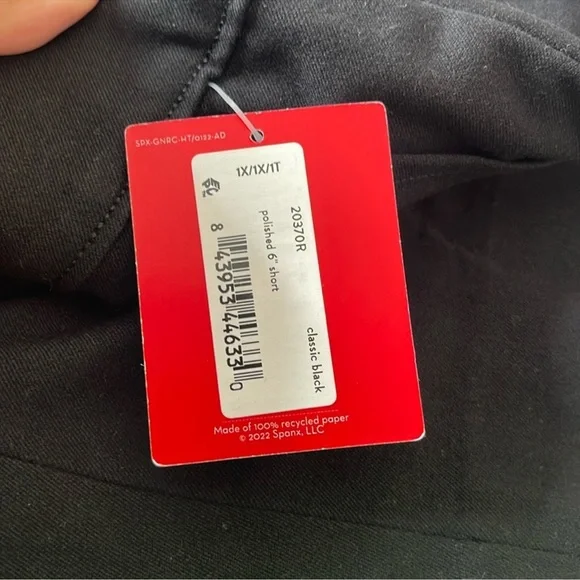 SPX-GNRC-HT/0122-AD
1X/1X/1T
20370R
polished 6" short
classic black
8 43953 44633 0
Made of 100% recycled paper
© 2022 Spanx, LLC